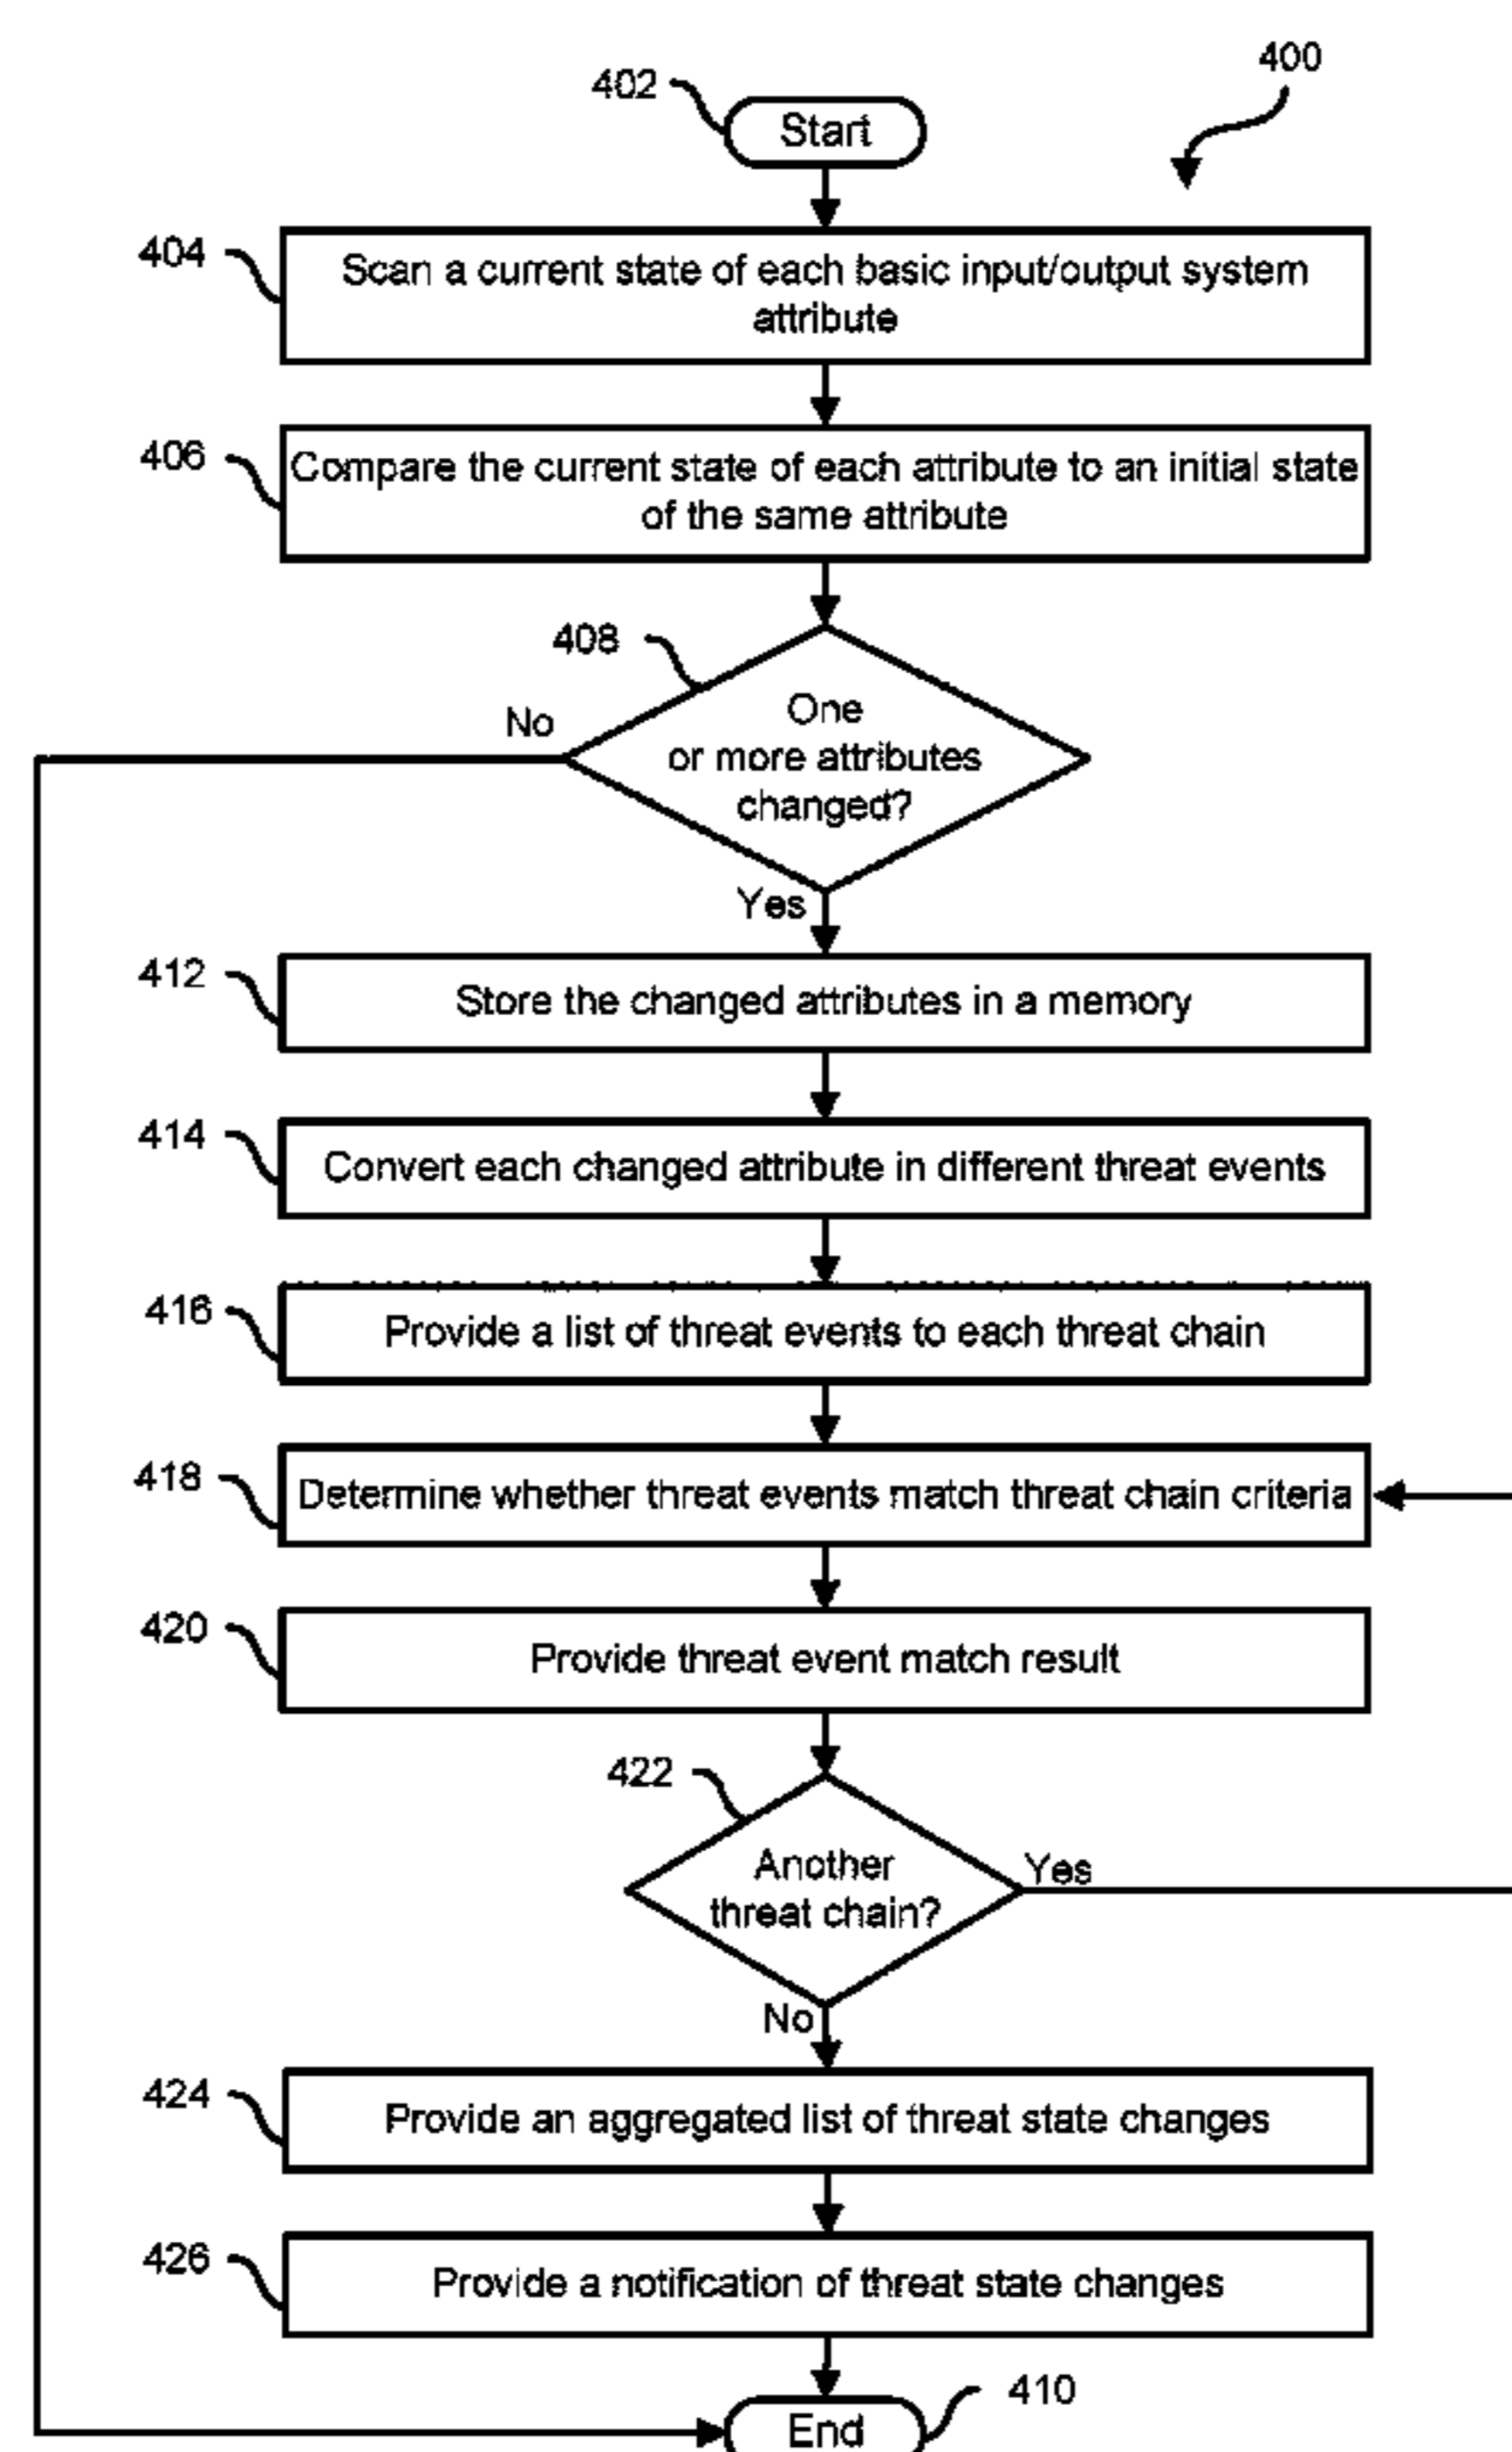 400
402
Start
404
Scan a current state of each basic input/output system
attribute
406
Compare the current state of each attribute to an initial state
of the same attribute
408
One
or more attributes
changed?
No
Yes
412
Store the changed attributes in a memory
414
Convert each changed attribute in different threat events
416
Provide a list of threat events to each threat chain
418
Determine whether threat events match threat chain criteria
420
Provide threat event match result
422
Another
threat chain?
Yes
No
424
Provide an aggregated list of threat state changes
426
Provide a notification of threat state changes
410
End